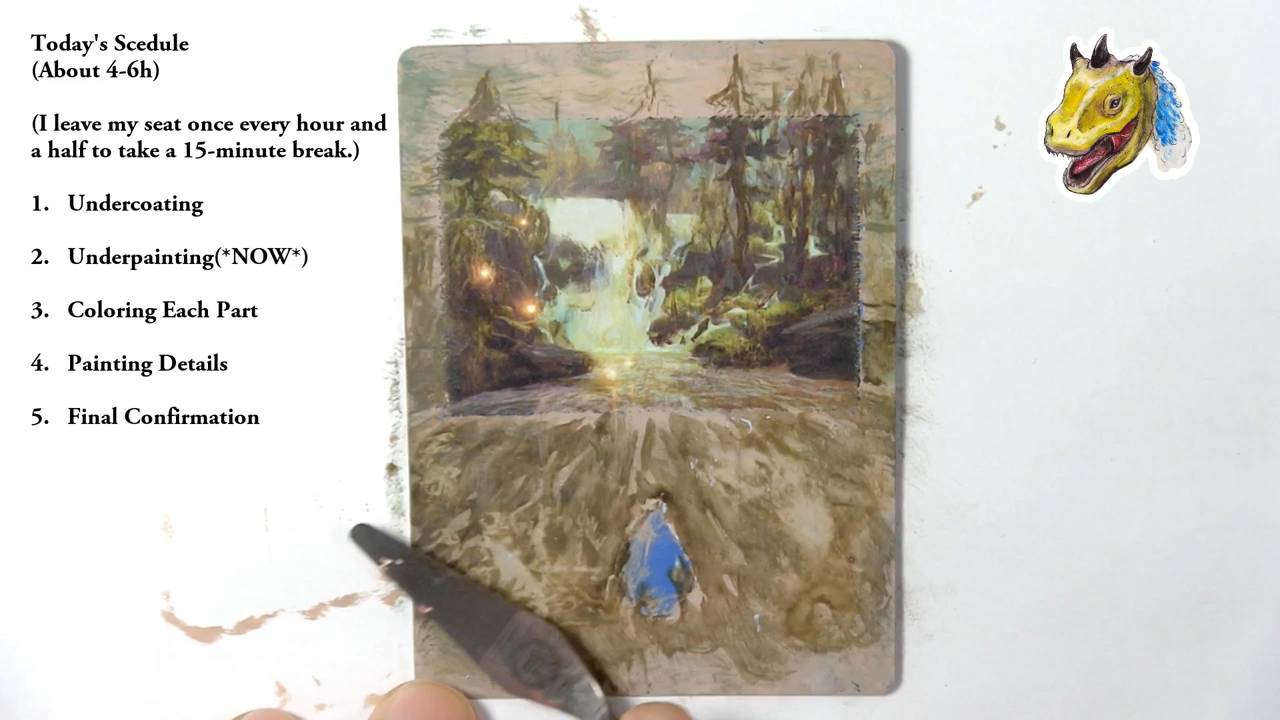 Today's Scedule
(About 4-6h)
(I leave my seat once every hour and
a half to take a 15-minute break.)
1. Undercoating
2. Underpainting(*NOW*)
3. Coloring Each Part
4. Painting Details
5. Final Confirmation